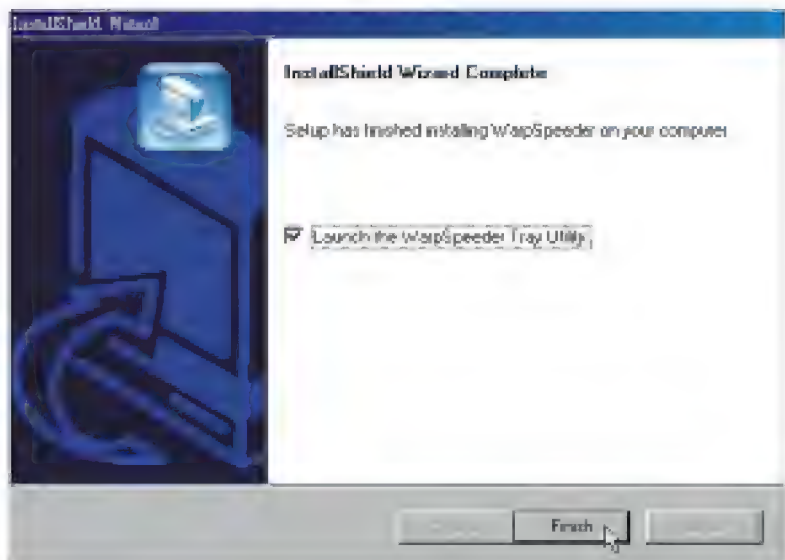 InstallShield Wizard
InstallShield Wizard Complete
Setup has finished installing WarpSpeeder on your computer
Launch the WarpSpeeder Tray Utility.
Finish